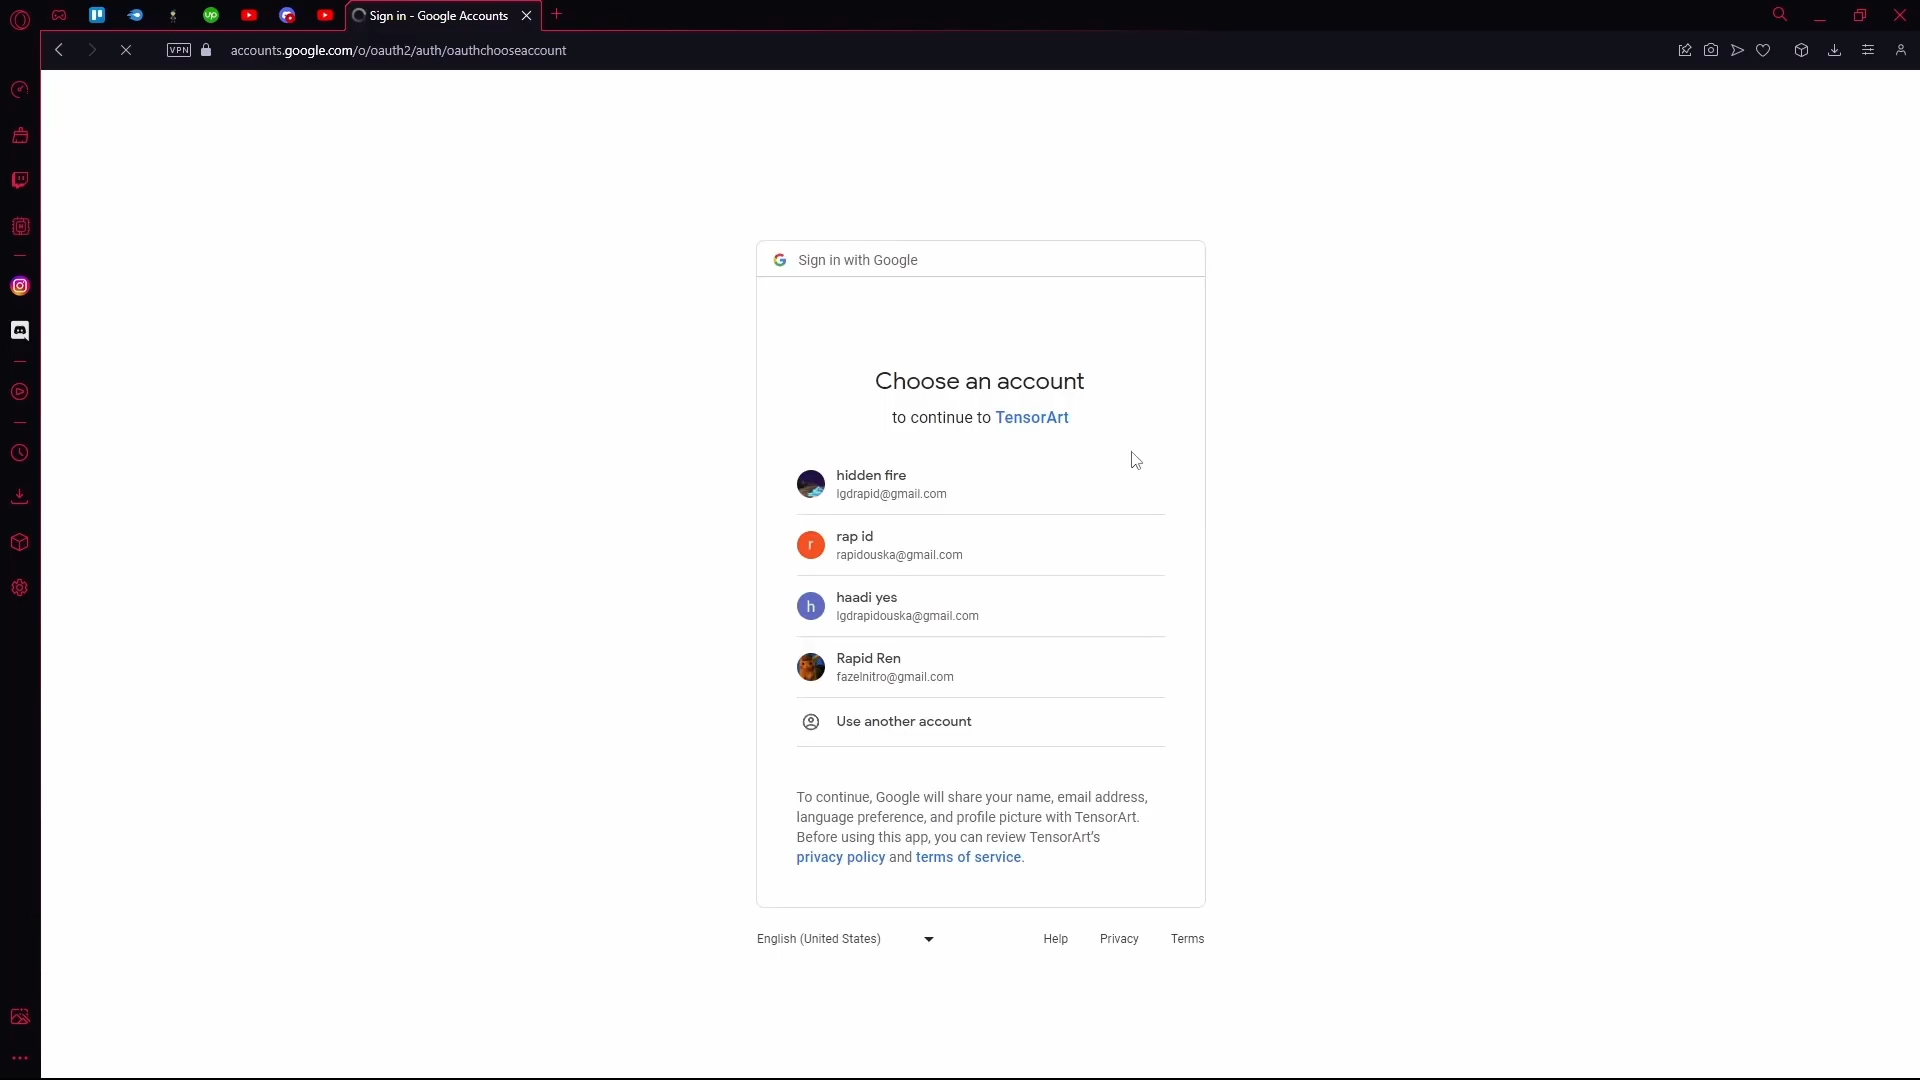 Sign in - Google Accounts
VPN
accounts.google.com/o/oauth2/auth/oauthchooseaccount
Sign in with Google
Choose an account
to continue to TensorArt
hidden fire
lgdrapid@gmail.com
r
rap id
rapidouska@gmail.com
h
haadi yes
lgdrapidouska@gmail.com
Rapid Ren
fazelnitro@gmail.com
Use another account
To continue, Google will share your name, email address,
language preference, and profile picture with TensorArt.
Before using this app, you can review TensorArt’s
privacy policy and terms of service.
English (United States)
Help
Privacy
Terms